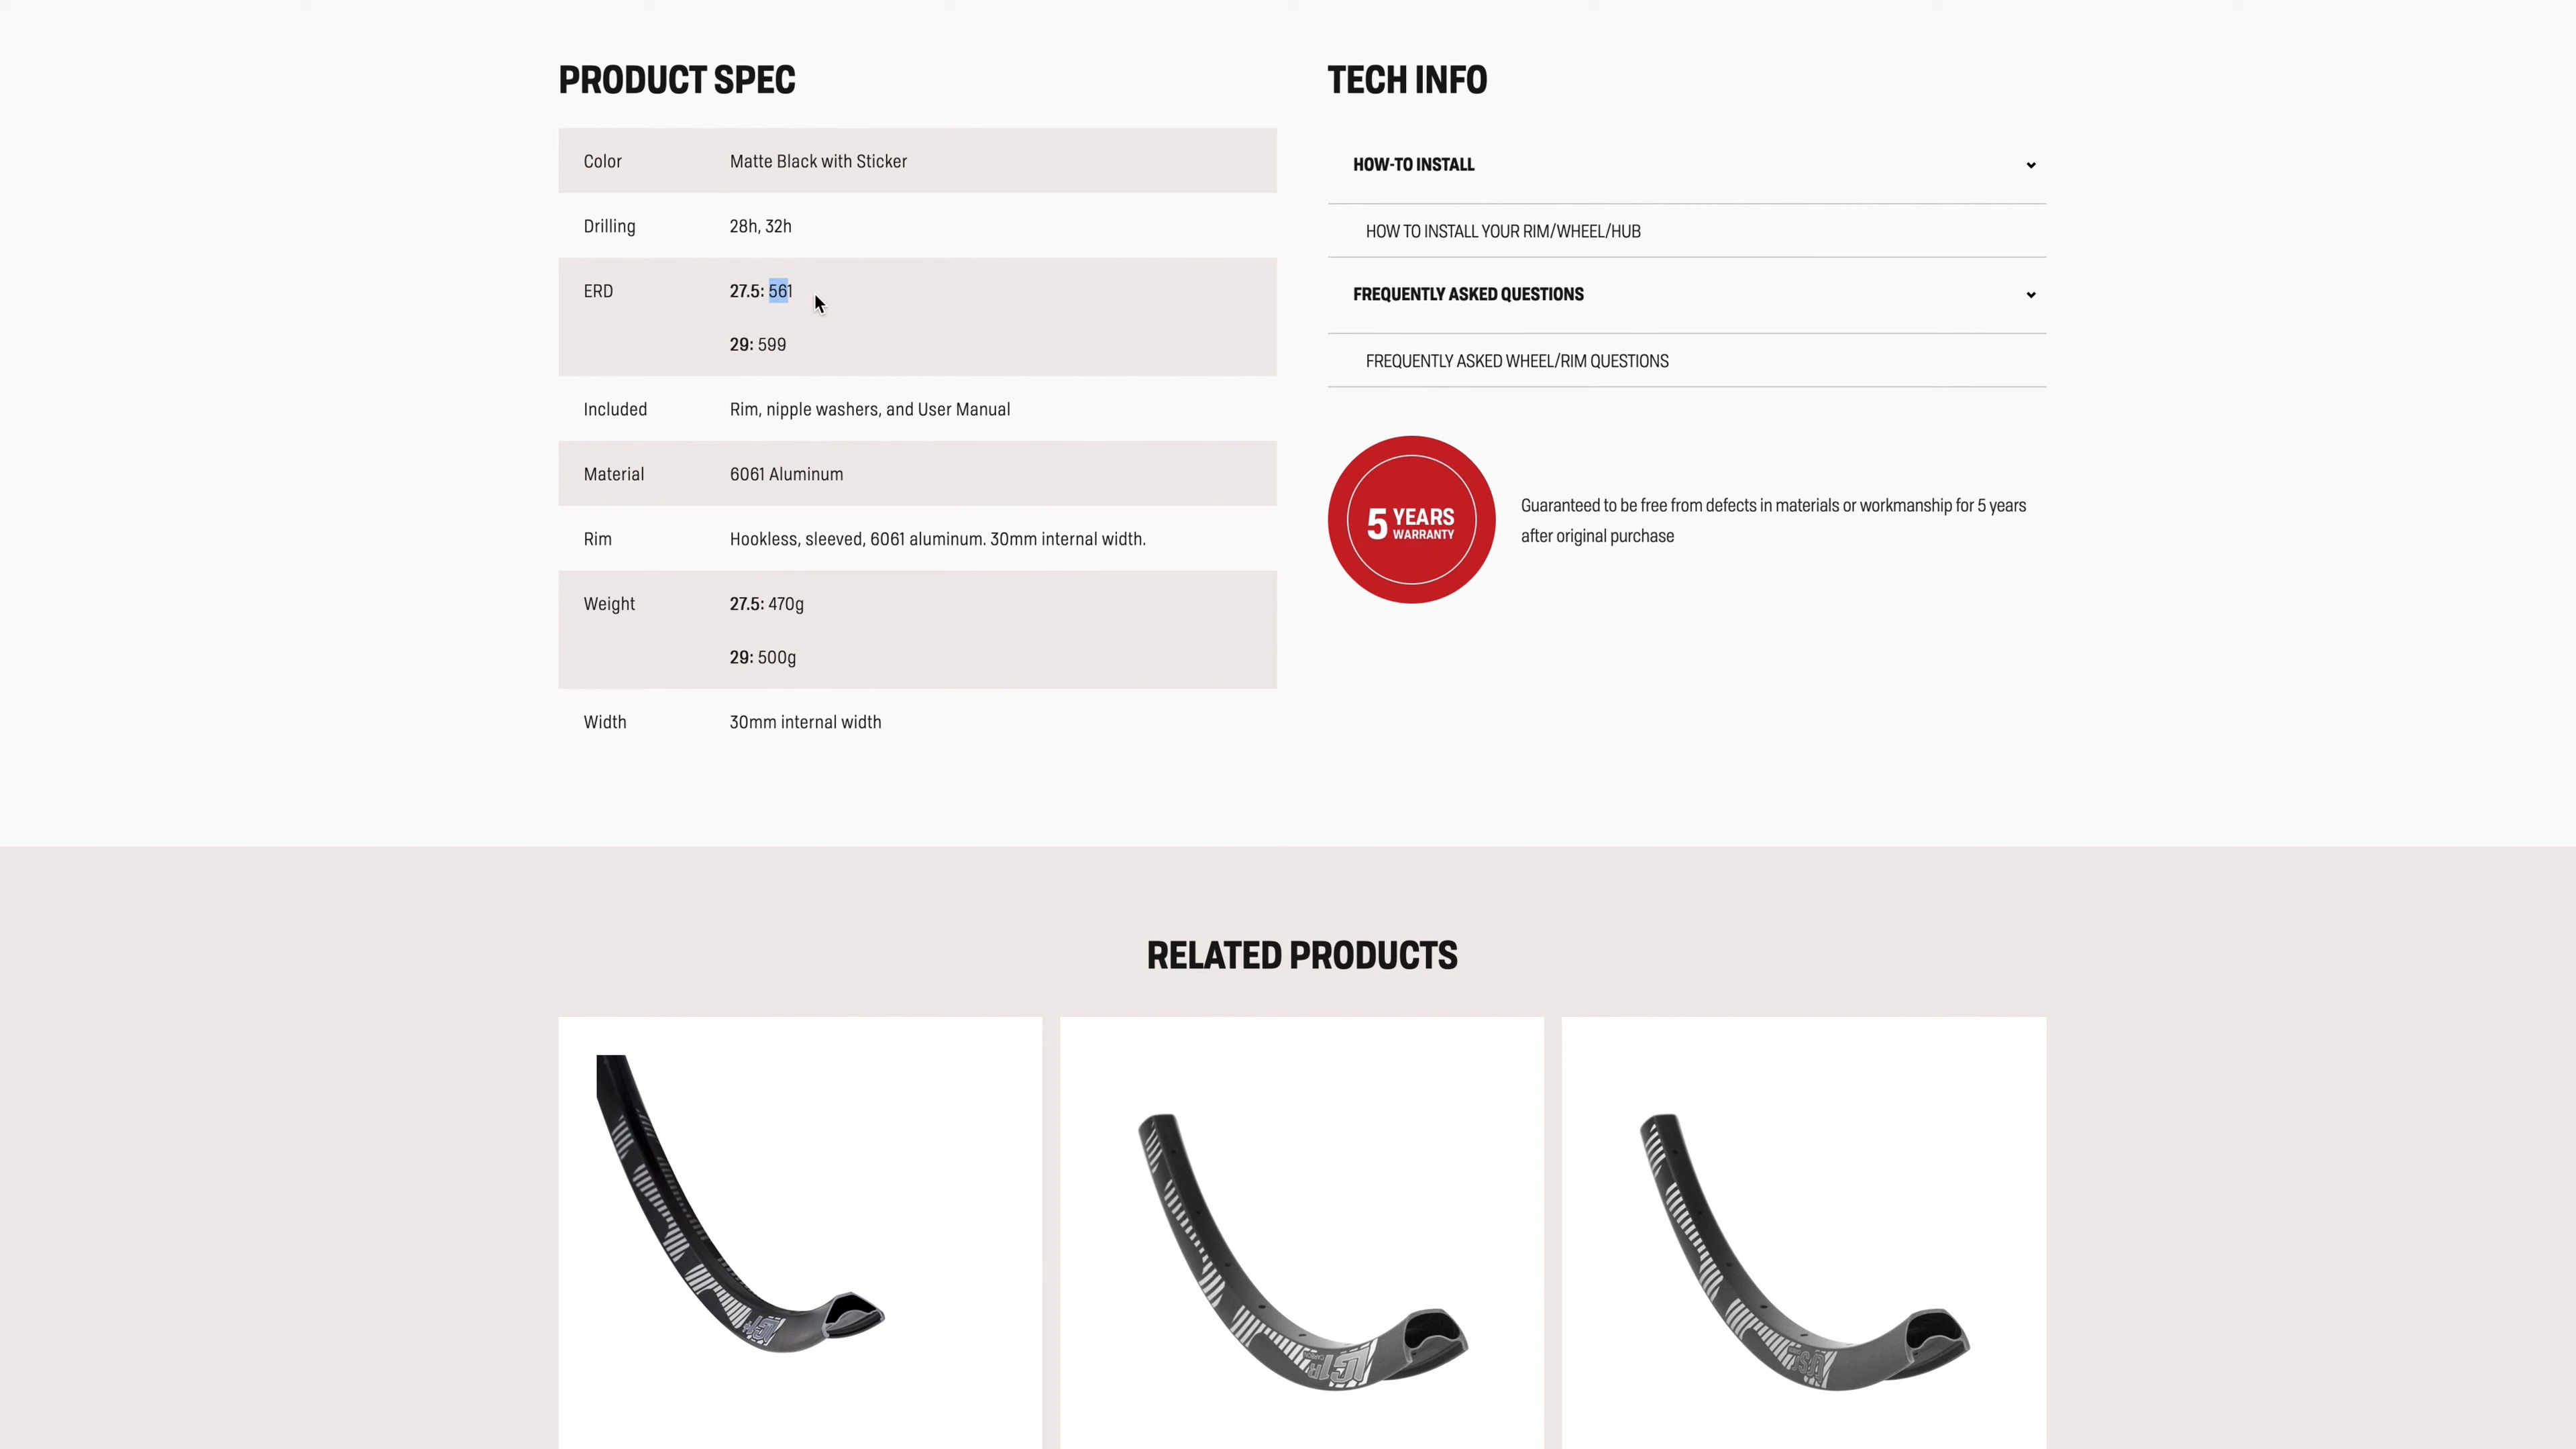 PRODUCT SPEC
Color Matte Black with Sticker
Drilling 28h, 32h
ERD 27.5: 561
29: 599
Included Rim, nipple washers, and User Manual
Material 6061 Aluminum
Rim Hookless, sleeved, 6061 aluminum. 30mm internal width.
Weight 27.5: 470g
29: 500g
Width 30mm internal width
TECH INFO
HOW-TO INSTALL
HOW TO INSTALL YOUR RIM/WHEEL/HUB
FREQUENTLY ASKED QUESTIONS
FREQUENTLY ASKED WHEEL/RIM QUESTIONS
5 YEARS
WARRANTY
Guaranteed to be free from defects in materials or workmanship for 5 years
after original purchase
RELATED PRODUCTS